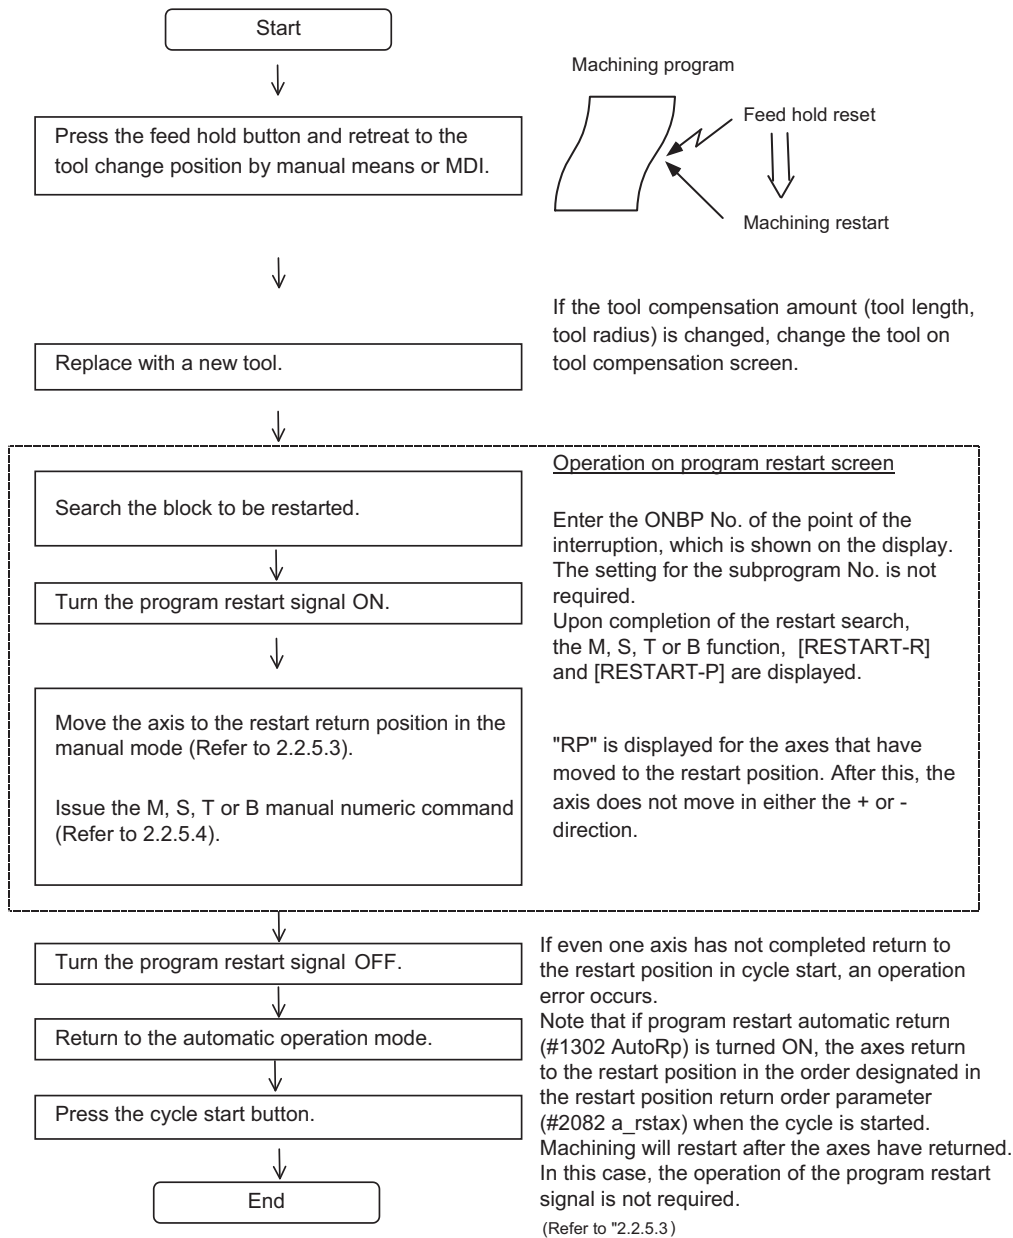 Start
Machining program
Feed hold reset
Machining restart
Press the feed hold button and retreat to the
tool change position by manual means or MDI.
If the tool compensation amount (tool length,
tool radius) is changed, change the tool on
tool compensation screen.
Replace with a new tool.
Operation on program restart screen
Search the block to be restarted.
Enter the ONBP No. of the point of the
interruption, which is shown on the display.
The setting for the subprogram No. is not
required.
Upon completion of the restart search,
the M, S, T or B function, [RESTART-R]
and [RESTART-P] are displayed.
Turn the program restart signal ON.
Move the axis to the restart return position in the
manual mode (Refer to 2.2.5.3).
Issue the M, S, T or B manual numeric command
(Refer to 2.2.5.4).
"RP" is displayed for the axes that have
moved to the restart position. After this, the
axis does not move in either the + or -
direction.
Turn the program restart signal OFF.
Return to the automatic operation mode.
Press the cycle start button.
If even one axis has not completed return to
the restart position in cycle start, an operation
error occurs.
Note that if program restart automatic return
(#1302 AutoRp) is turned ON, the axes return
to the restart position in the order designated in
the restart position return order parameter
(#2082 a_rstax) when the cycle is started.
Machining will restart after the axes have returned.
In this case, the operation of the program restart
signal is not required.
(Refer to "2.2.5.3)
End